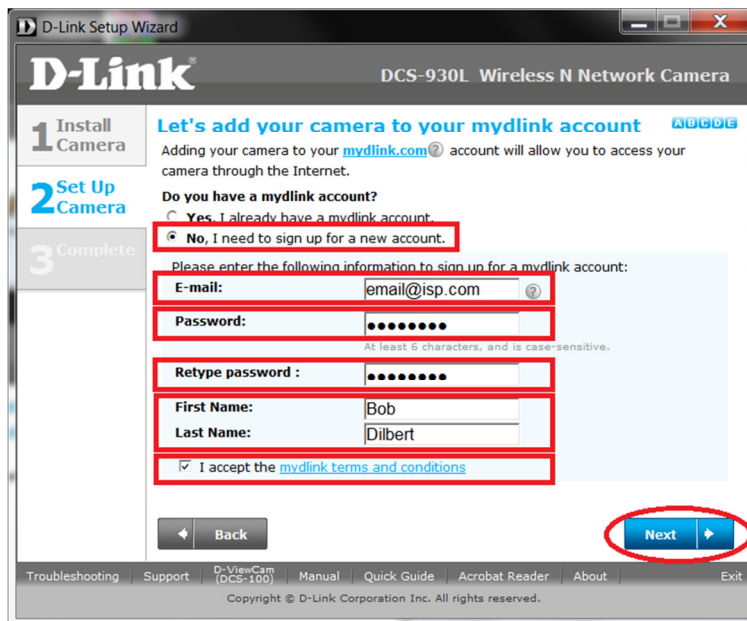 D-Link Setup Wizard
D-Link®
DCS-930L Wireless N Network Camera
1 Install Camera
2 Set Up Camera
3 Complete
Let's add your camera to your mydlink account
A B C D E
Adding your camera to your mydlink.com ? account will allow you to access your
camera through the Internet.
Do you have a mydlink account?
Yes, I already have a mydlink account.
No, I need to sign up for a new account.
Please enter the following information to sign up for a mydlink account:
E-mail: email@isp.com ?
Password: ●●●●●●●●
At least 6 characters, and is case-sensitive.
Retype password : ●●●●●●●●
First Name: Bob
Last Name: Dilbert
I accept the mydlink terms and conditions
Back
Next
Troubleshooting Support D-ViewCam (DCS-100) Manual Quick Guide Acrobat Reader About Exit
Copyright © D-Link Corporation Inc. All rights reserved.